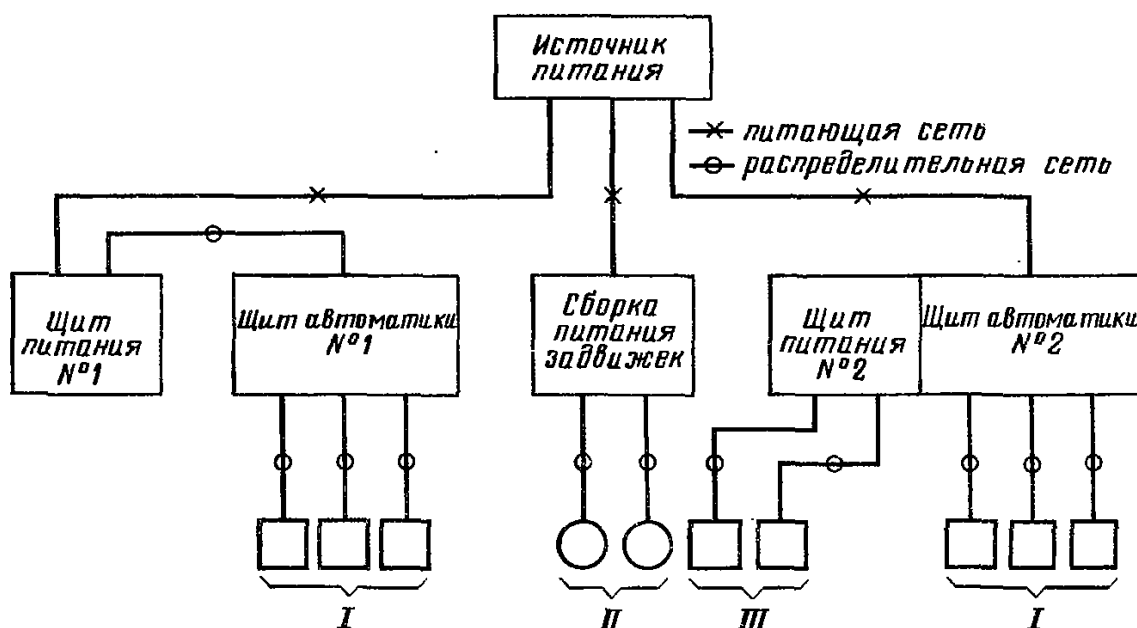 Источник
питания
питающая сеть
распределительная сеть
Щит
питания
№1
Щит автоматики
№1
Сборка
питания
задвижек
Щит
питания
№2
Щит автоматики
№2
I
II
III
I